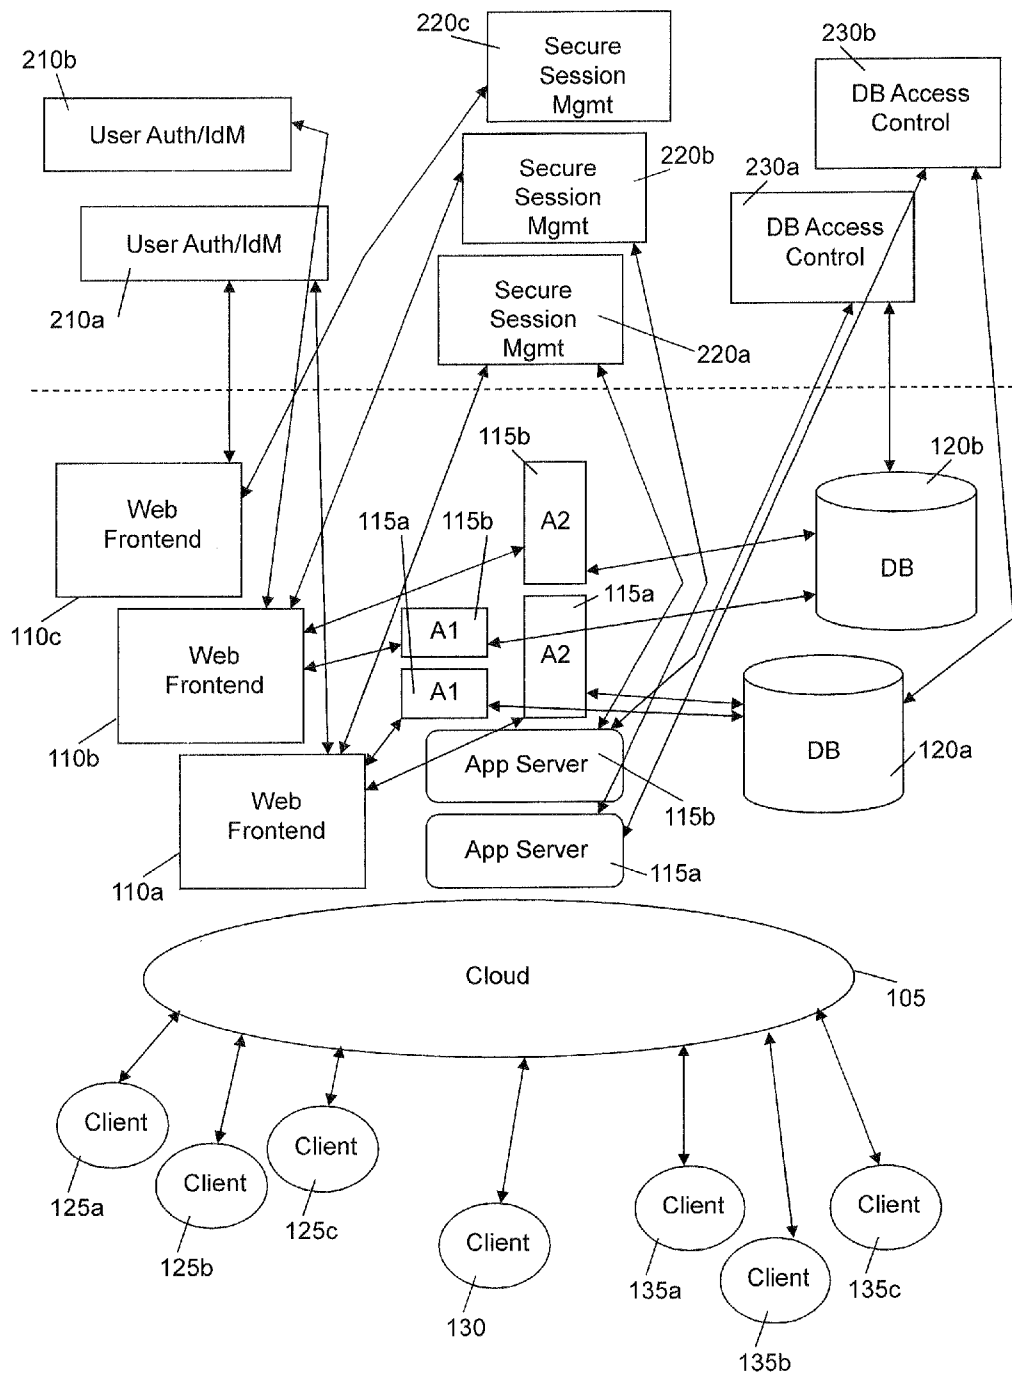 220c
Secure
Session
Mgmt
230b
DB Access
Control
210b
User Auth/IdM
Secure
Session
Mgmt
220b
230a
DB Access
Control
User Auth/IdM
210a
Secure
Session
Mgmt
220a
115b
A2
120b
DB
Web
Frontend
110c
115a
115b
A1
115a
A2
Web
Frontend
110b
A1
DB
120a
App Server
115b
Web
Frontend
110a
App Server
115a
Cloud
105
Client
125a
Client
125b
Client
125c
Client
130
Client
135a
Client
135b
Client
135c